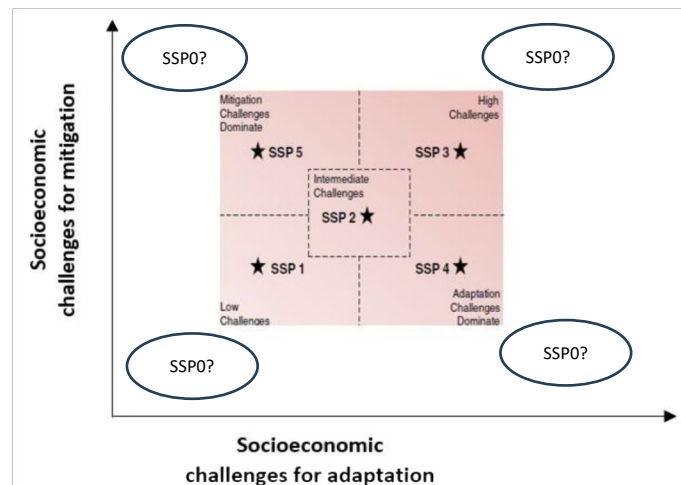 SSP0?
SSP0?
Socioeconomic
challenges for mitigation
Mitigation
Challenges
Dominate
High
Challenges
SSP 5
SSP 3
Intermediate
Challenges
SSP 2
SSP 1
SSP 4
Low
Challenges
Adaptation
Challenges
Dominate
SSP0?
SSP0?
Socioeconomic
challenges for adaptation